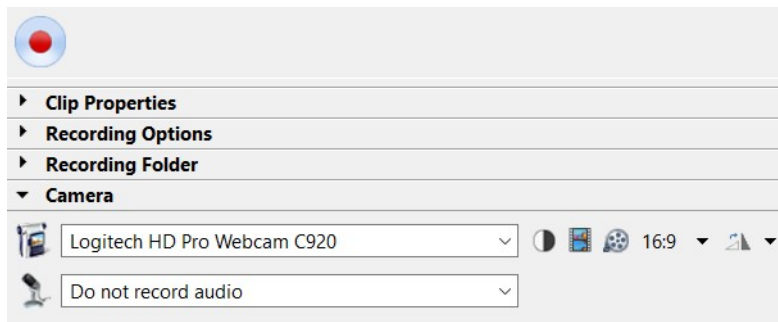 Clip Properties
Recording Options
Recording Folder
Camera
Logitech HD Pro Webcam C920 16:9
Do not record audio